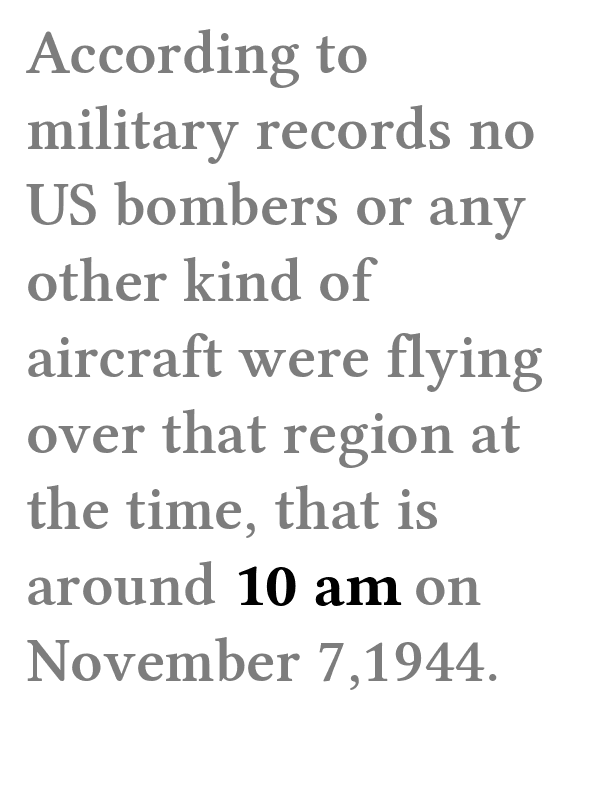 According to
military records no
US bombers or any
other kind of
aircraft were flying
over that region at
the time, that is
around 10 am on
November 7,1944.